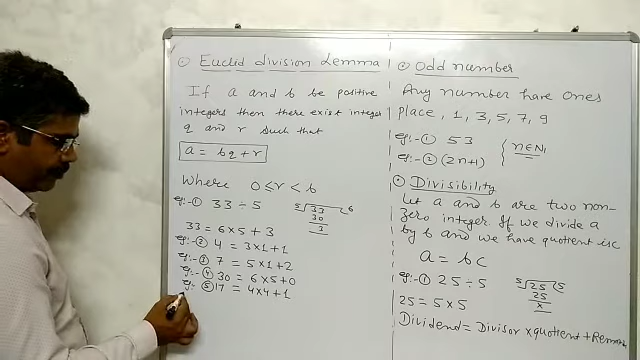 Euclid division Lemma
If a and b be positive
integers then there exist integer
q and r such that
a = bq + r
Where 0 ≤ r < b
eg:- ① 33 ÷ 5
5) 33 ( 6
30
3
33 = 6 × 5 + 3
eg:- ② 4 = 3 × 1 + 1
eg:- ③ 7 = 5 × 1 + 2
eg:- ④ 30 = 6 × 5 + 0
eg:- ⑤ 17 = 4 × 4 + 1
Odd number
Any number have ones
place, 1, 3, 5, 7, 9
eg:- ① 53
eg:- ② (2n+1)
n∈N
Divisibility
Let a and b are two non-
zero integer. If we divide a
by b and we have quotient is c
a = bc
eg:- ① 25 ÷ 5
5) 25 ( 5
25
x
25 = 5 × 5
Dividend = Divisor × quotient +